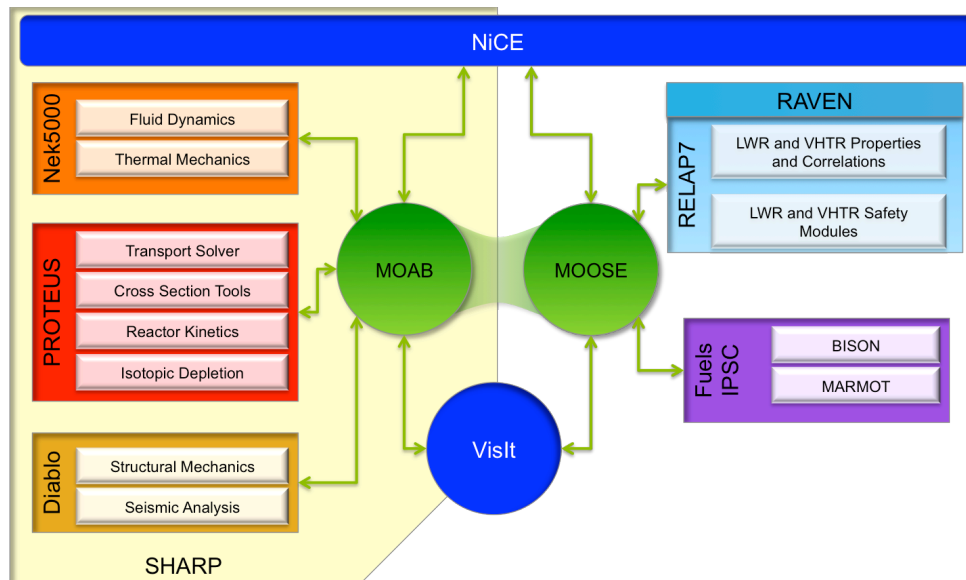 NiCE
Nek5000
Fluid Dynamics
Thermal Mechanics
PROTEUS
Transport Solver
Cross Section Tools
Reactor Kinetics
Isotopic Depletion
Diablo
Structural Mechanics
Seismic Analysis
SHARP
MOAB
MOOSE
VisIt
RAVEN
RELAP7
LWR and VHTR Properties
and Correlations
LWR and VHTR Safety
Modules
Fuels
IPSC
BISON
MARMOT